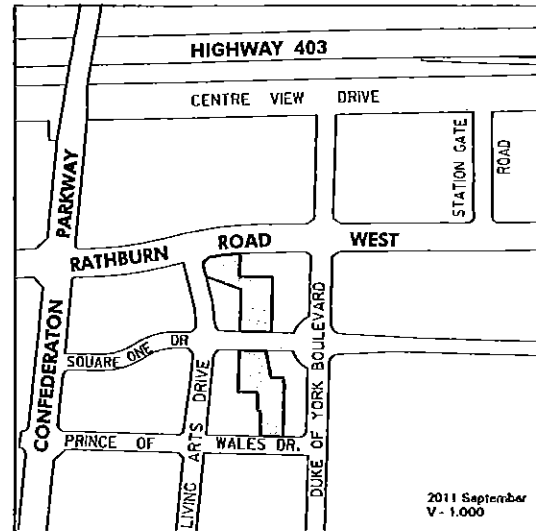 HIGHWAY 403
CENTRE VIEW DRIVE
STATION GATE
ROAD
PARKWAY
RATHBURN ROAD WEST
CONFEDERATON
SQUARE ONE DR
LIVING ARTS DRIVE
DUKE OF YORK BOULEVARD
PRINCE OF WALES DR.
2011 September
V - 1.000